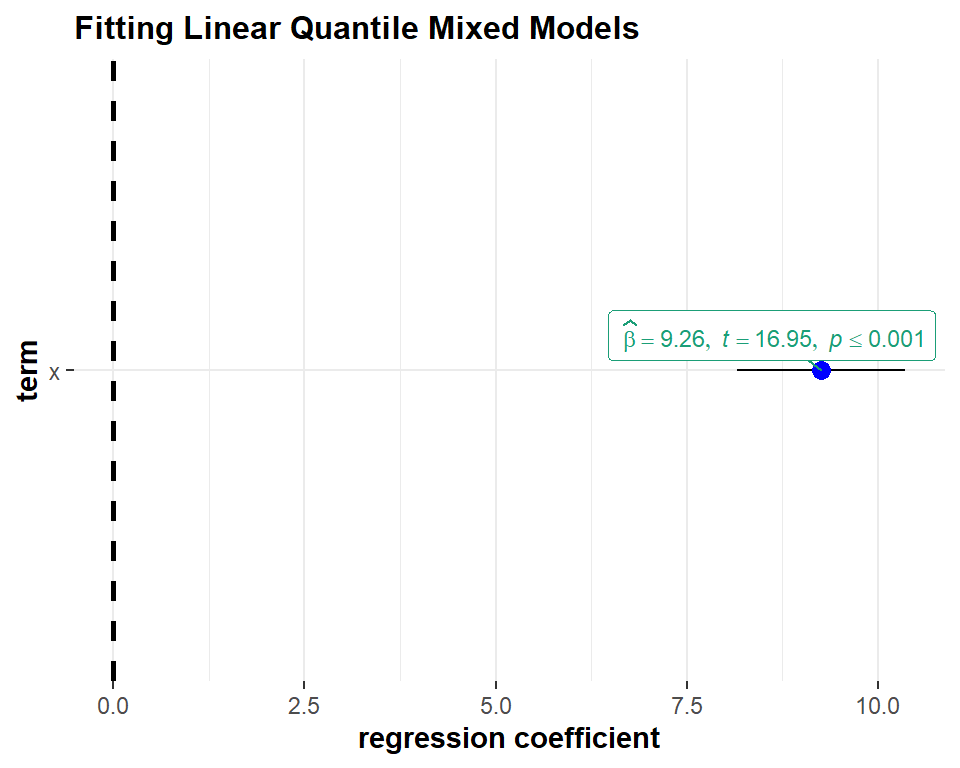 Fitting Linear Quantile Mixed Models
term
x
β̂ = 9.26, t = 16.95, p ≤ 0.001
0.0 2.5 5.0 7.5 10.0
regression coefficient